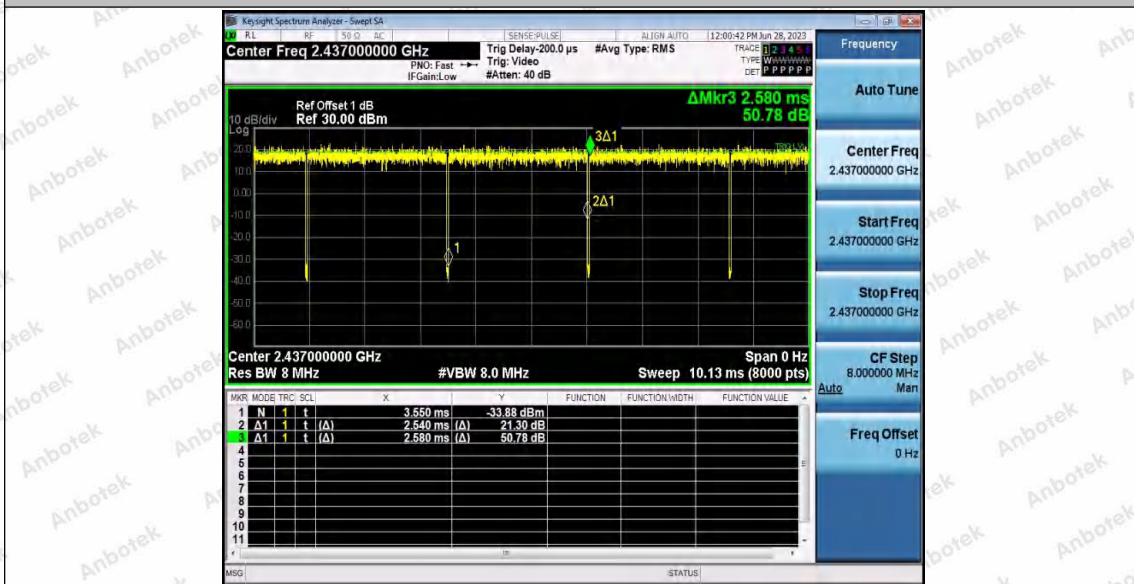 Keysight Spectrum Analyzer - Swept SA
RL RF 50 Ω AC SENSE:PULSE ALIGN AUTO 12:00:42 PM Jun 28, 2023
Center Freq 2.437000000 GHz
Trig Delay-200.0 µs #Avg Type: RMS
TRACE 1 2 3 4 5 6
PNO: Fast
Trig: Video
TYPE W
IFGain:Low
#Atten: 40 dB
DET P P P P P P
ΔMkr3 2.580 ms
50.78 dB
Ref Offset 1 dB
10 dB/div Ref 30.00 dBm
Log
20.0
10.0
0.00
-10.0
-20.0
-30.0
-40.0
-50.0
-60.0
3Δ1
2Δ1
1
Center 2.437000000 GHz Span 0 Hz
Res BW 8 MHz #VBW 8.0 MHz Sweep 10.13 ms (8000 pts)
MKR MODE TRC SCL X Y FUNCTION FUNCTION WIDTH FUNCTION VALUE
1 N 1 t 3.550 ms -33.88 dBm
2 Δ1 1 t (Δ) 2.540 ms (Δ) 21.30 dB
3 Δ1 1 t (Δ) 2.580 ms (Δ) 50.78 dB
4
5
6
7
8
9
10
11
MSG STATUS
Frequency
Auto Tune
Center Freq
2.437000000 GHz
Start Freq
2.437000000 GHz
Stop Freq
2.437000000 GHz
CF Step
8.000000 MHz
Auto Man
Freq Offset
0 Hz
Anbotek